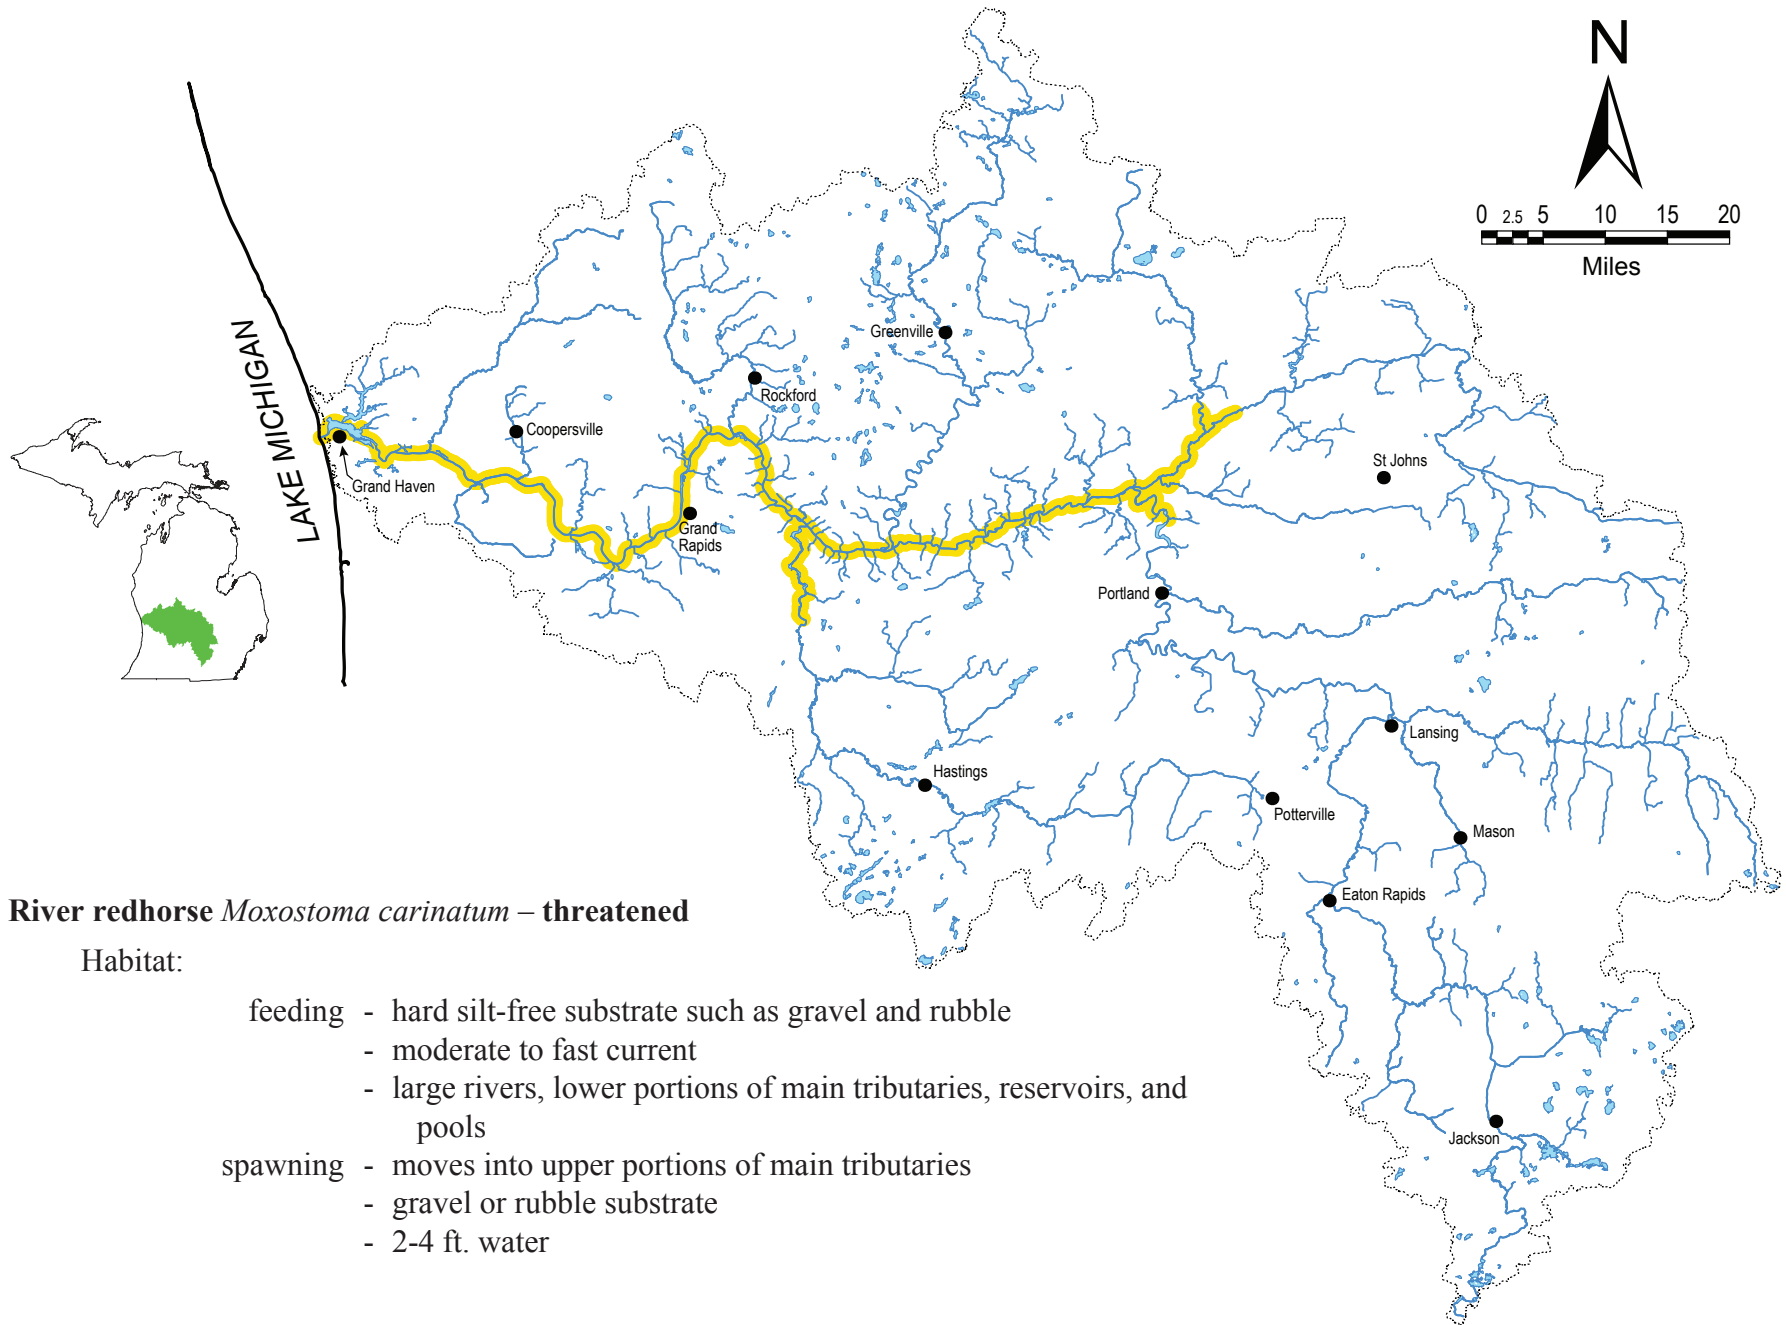 N
0 2.5 5 10 15 20
Miles
LAKE MICHIGAN
Greenville
Rockford
Coopersville
Grand Haven
St Johns
Grand
Rapids
Portland
Lansing
Hastings
Potterville
Mason
Eaton Rapids
Jackson
River redhorse Moxostoma carinatum – threatened
Habitat:
feeding - hard silt-free substrate such as gravel and rubble
- moderate to fast current
- large rivers, lower portions of main tributaries, reservoirs, and
pools
spawning - moves into upper portions of main tributaries
- gravel or rubble substrate
- 2-4 ft. water